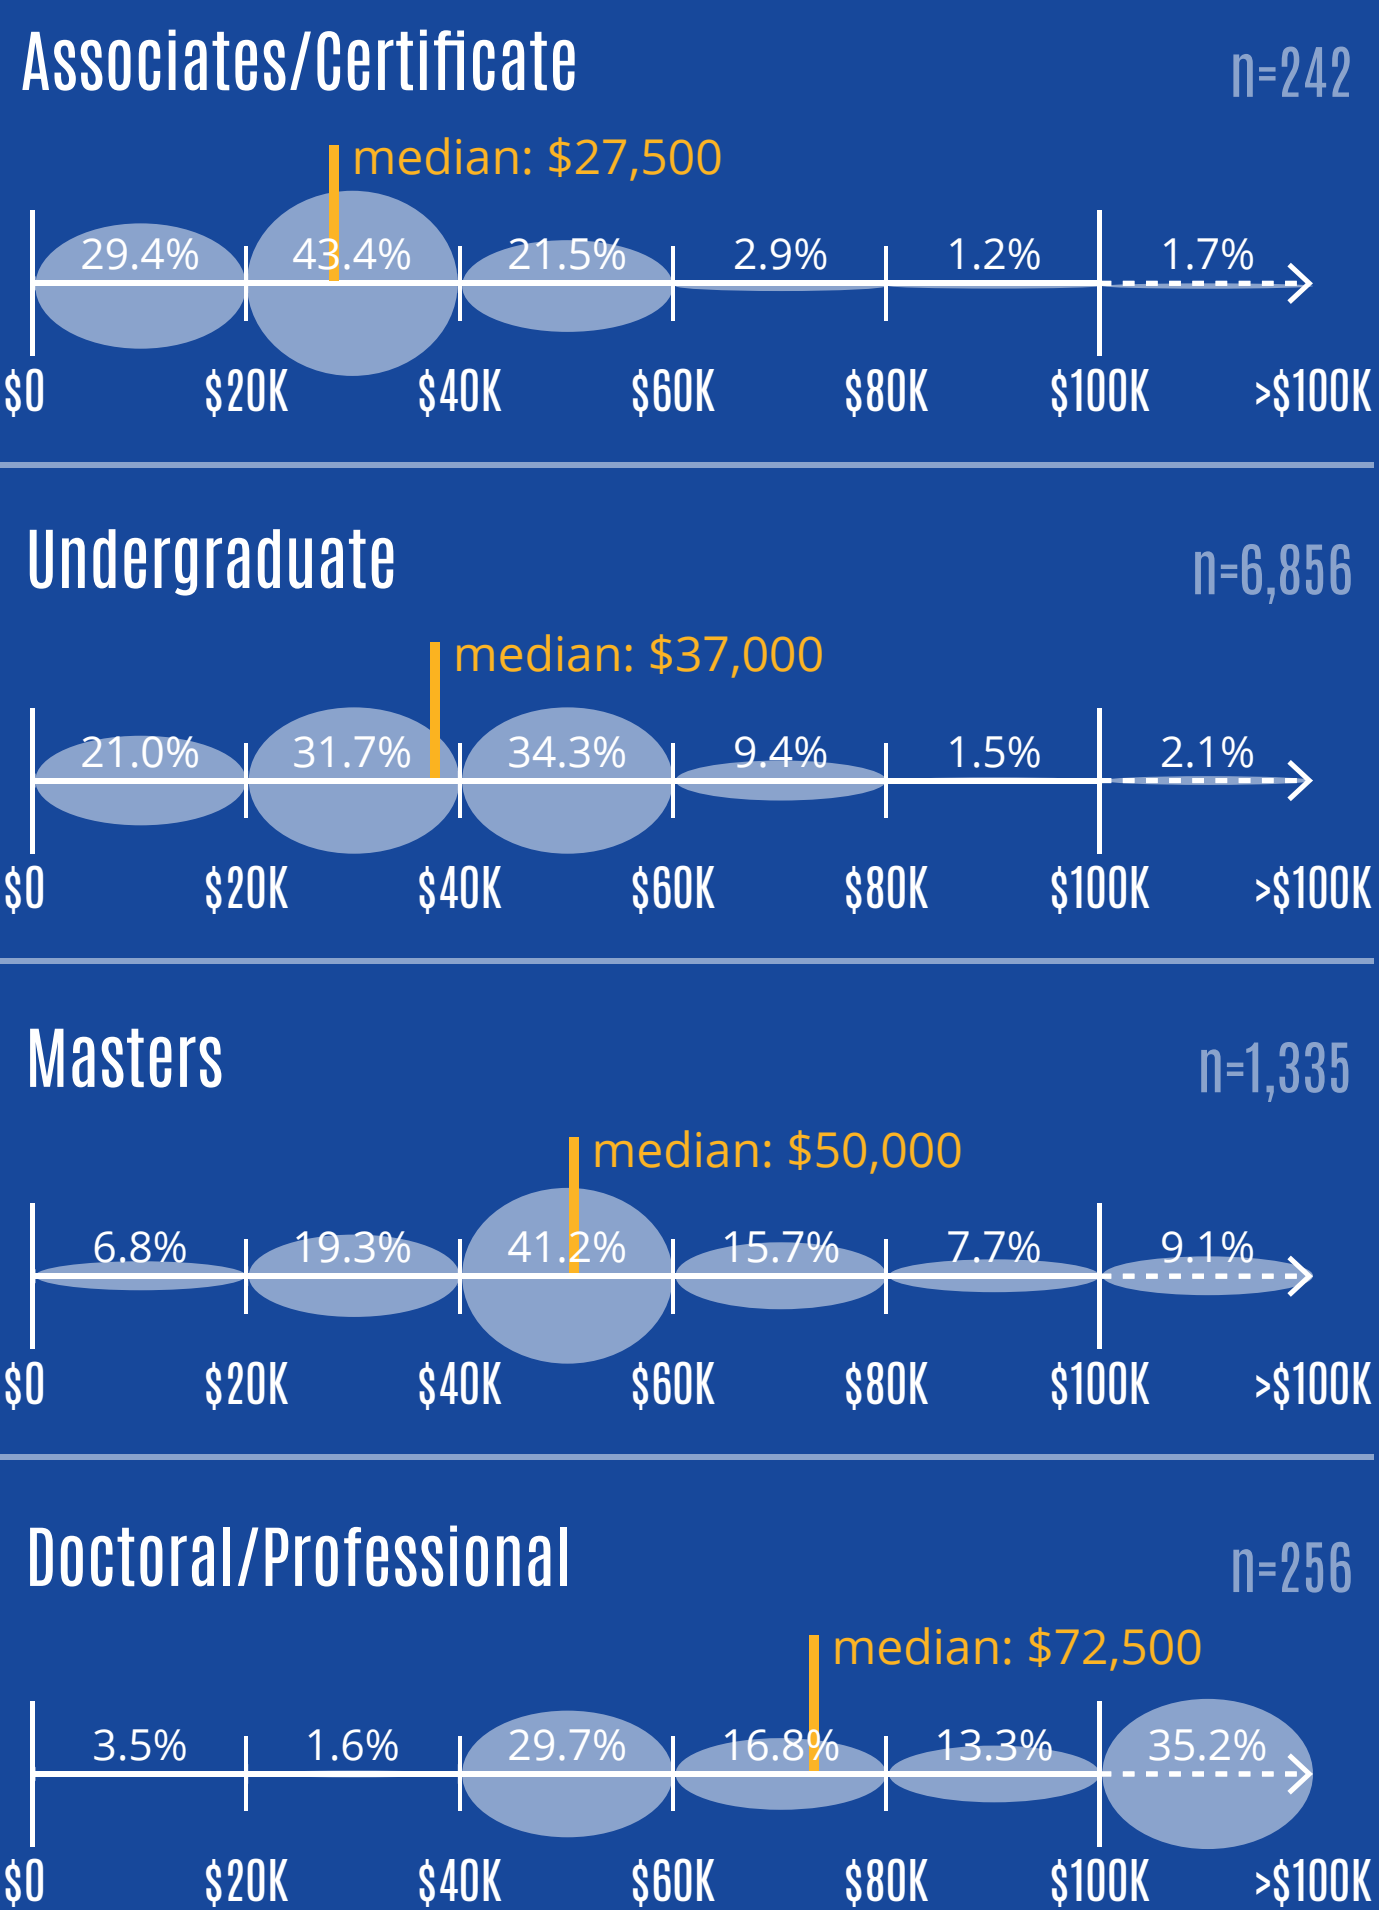 Associates/Certificate
n=242
median: $27,500
29.4% 43.4% 21.5% 2.9% 1.2% 1.7%
$0 $20K $40K $60K $80K $100K >$100K
Undergraduate
n=6,856
median: $37,000
21.0% 31.7% 34.3% 9.4% 1.5% 2.1%
$0 $20K $40K $60K $80K $100K >$100K
Masters
n=1,335
median: $50,000
6.8% 19.3% 41.2% 15.7% 7.7% 9.1%
$0 $20K $40K $60K $80K $100K >$100K
Doctoral/Professional
n=256
median: $72,500
3.5% 1.6% 29.7% 16.8% 13.3% 35.2%
$0 $20K $40K $60K $80K $100K >$100K